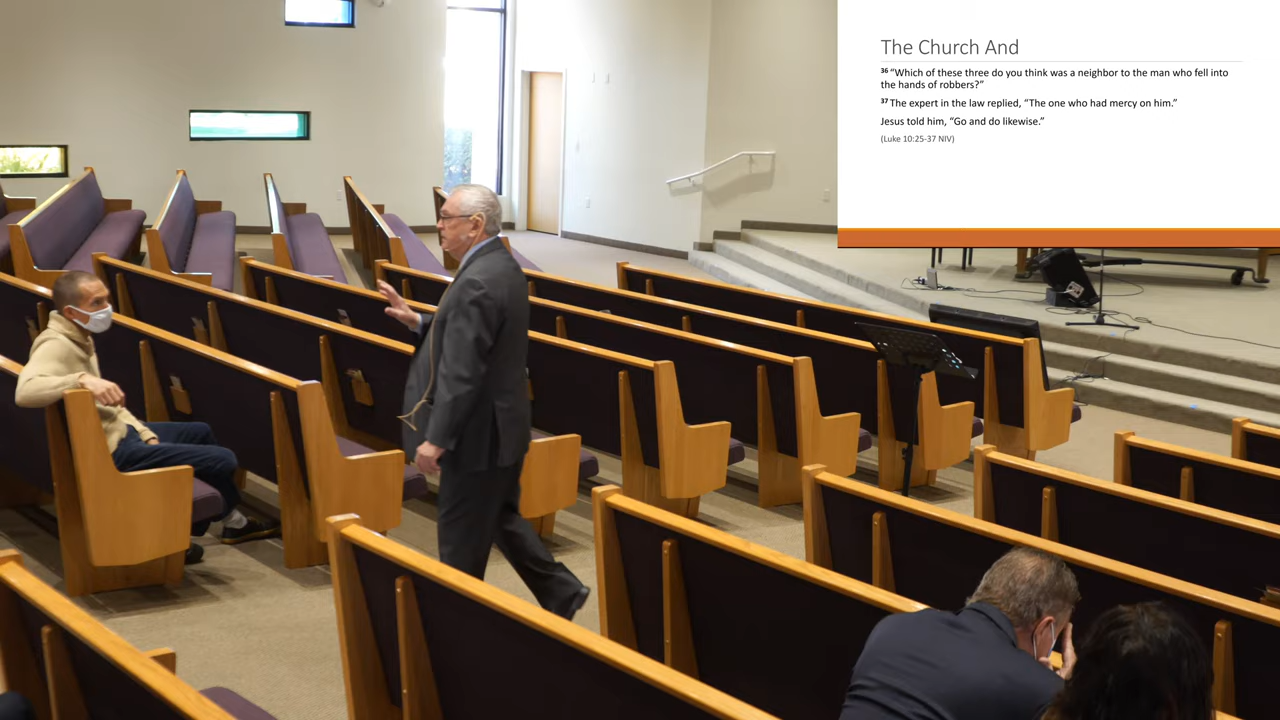 The Church And
36 “Which of these three do you think was a neighbor to the man who fell into
the hands of robbers?”
37 The expert in the law replied, “The one who had mercy on him.”
Jesus told him, “Go and do likewise.”
(Luke 10:25-37 NIV)